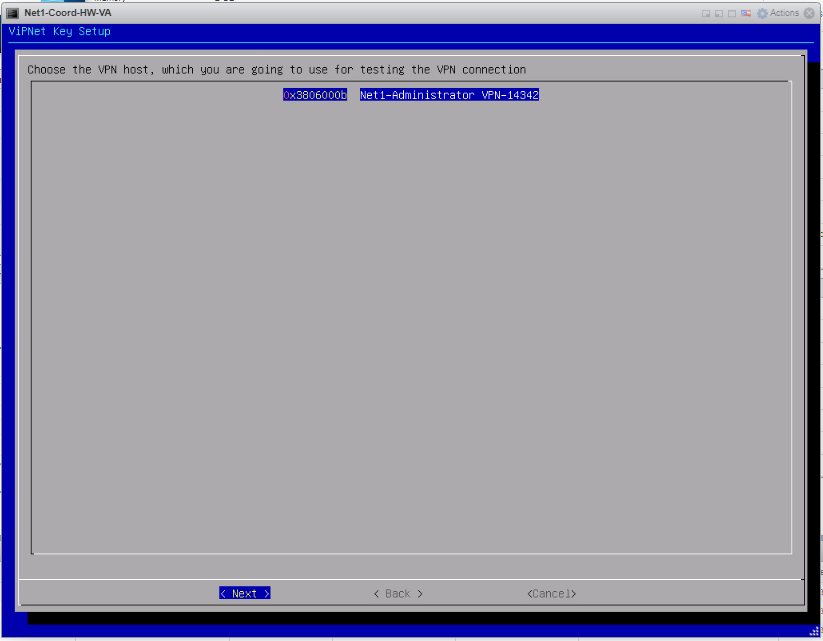 Net1-Coord-HW-VA
Actions
ViPNet Key Setup
Choose the VPN host, which you are going to use for testing the VPN connection
0x3806000b Net1-Administrator VPN-14342
< Next > < Back > <Cancel>